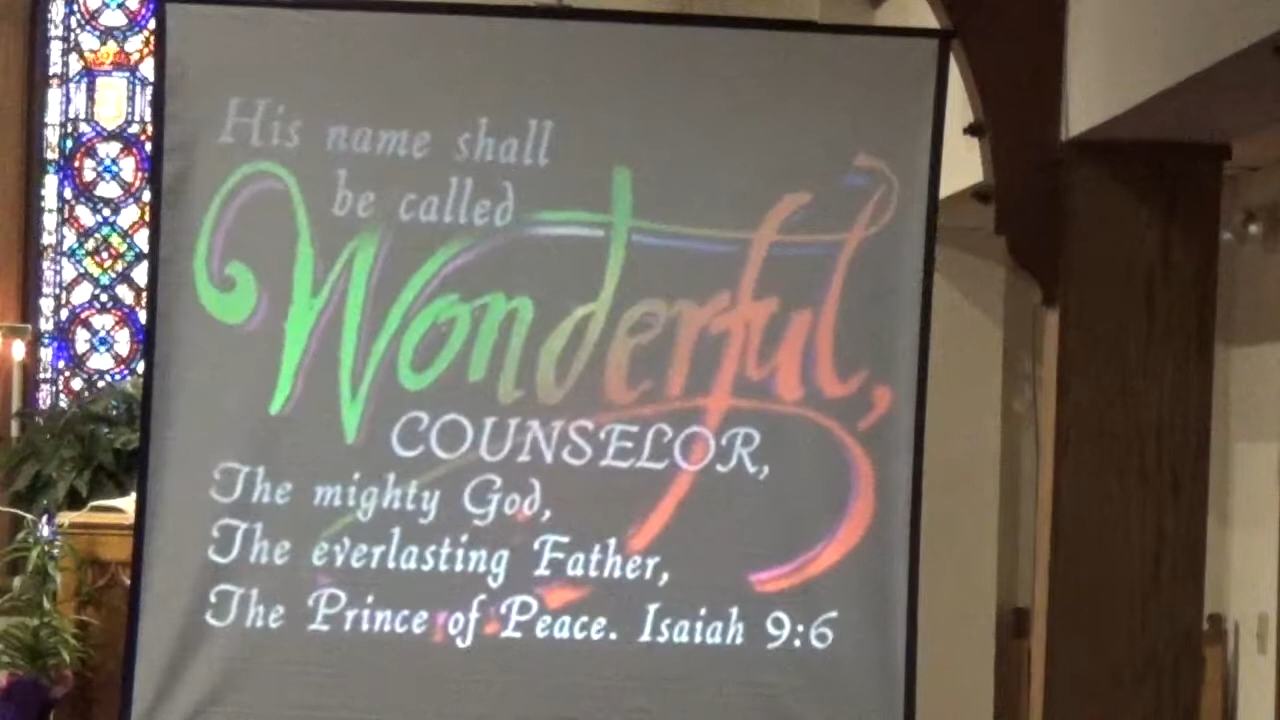 His name shall
be called
Wonderful,
COUNSELOR,
The mighty God,
The everlasting Father,
The Prince of Peace. Isaiah 9:6